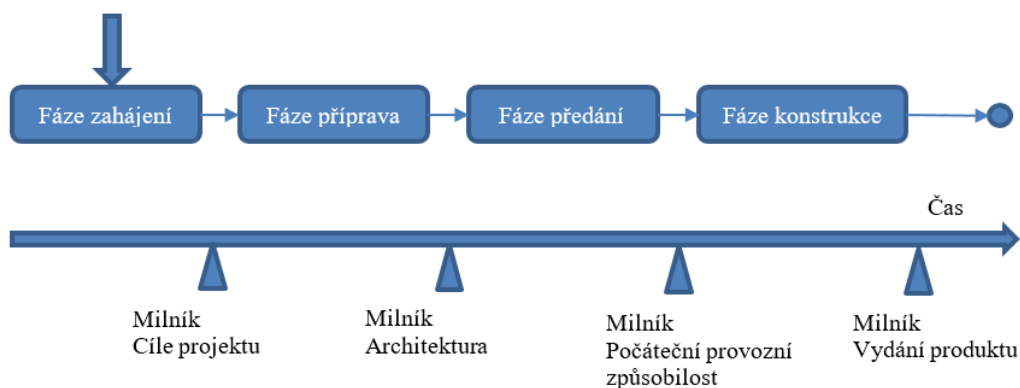 Fáze zahájení
Fáze příprava
Fáze předání
Fáze konstrukce
Čas
Milník
Cíle projektu
Milník
Architektura
Milník
Počáteční provozní
způsobilost
Milník
Vydání produktu